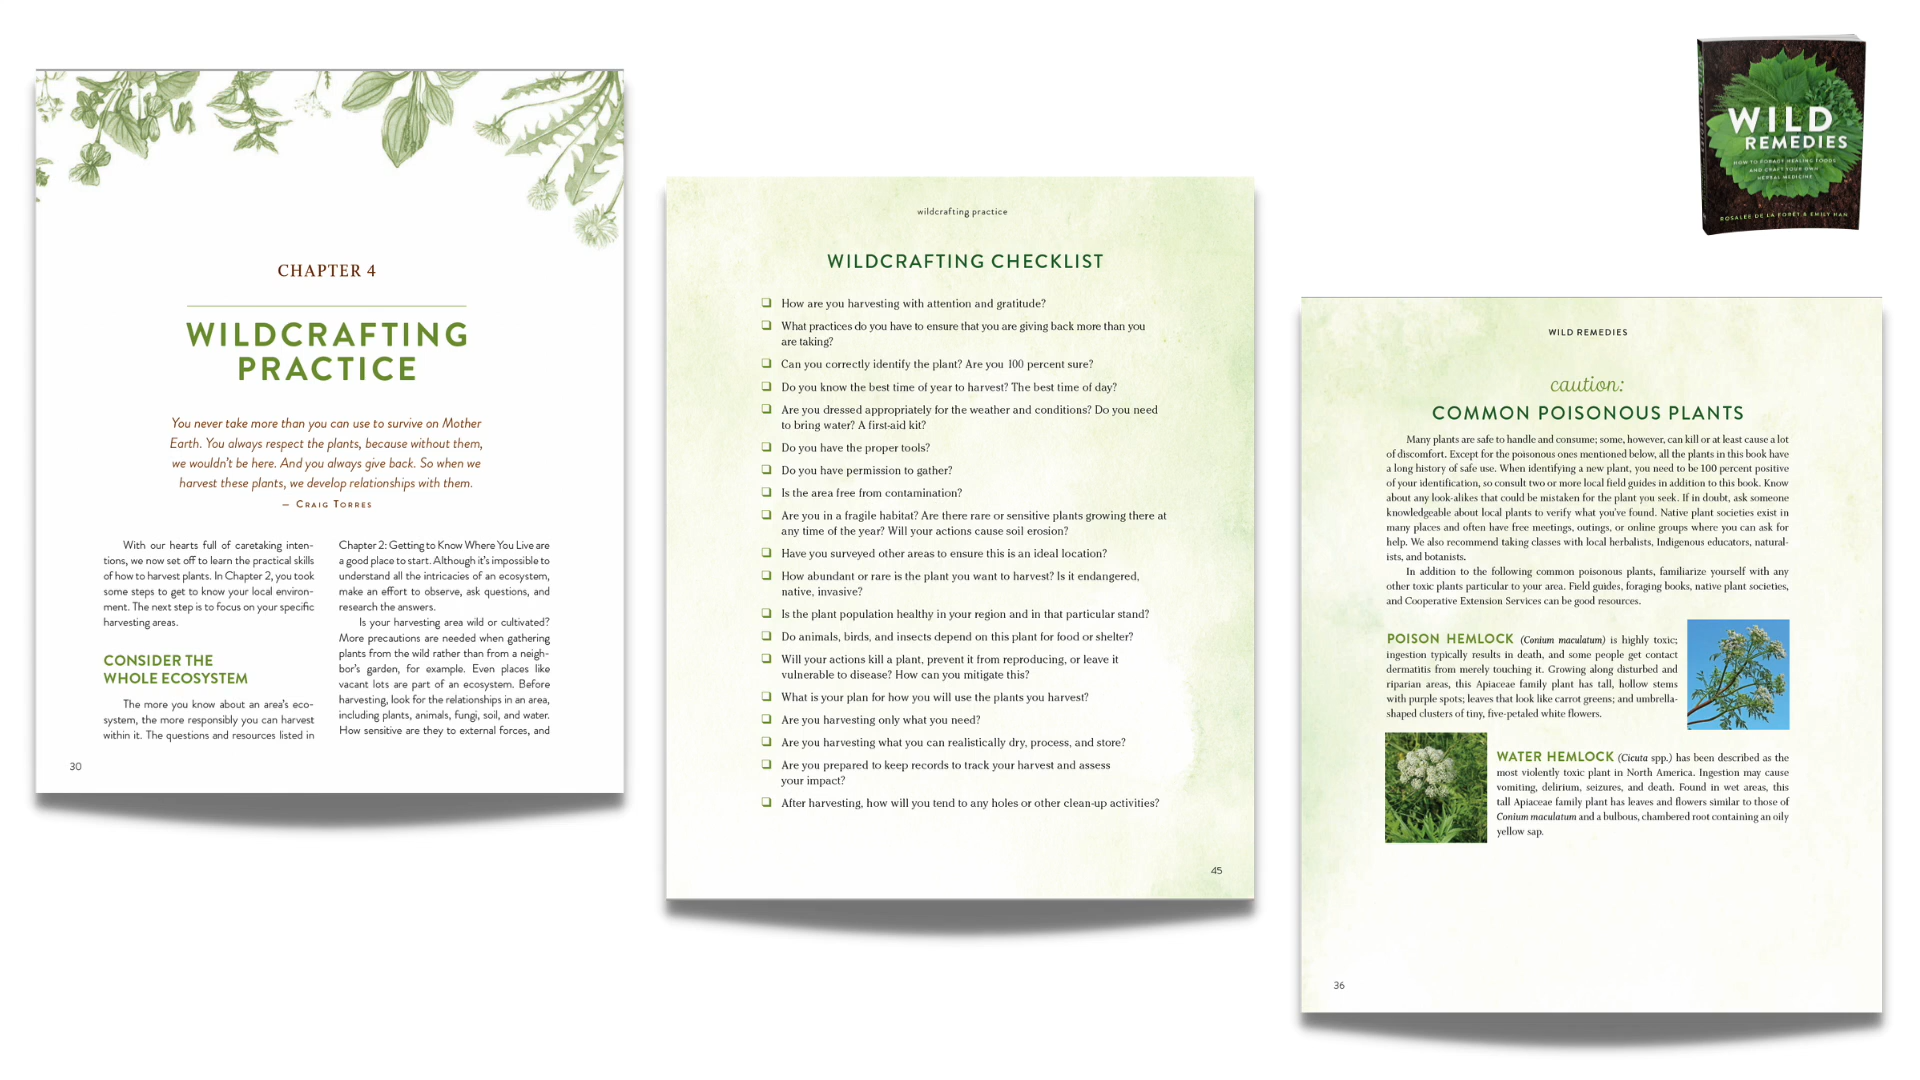 CHAPTER 4
WILDCRAFTING
PRACTICE
You never take more than you can use to survive on Mother
Earth. You always respect the plants, because without them,
we wouldn't be here. And you always give back. So when we
harvest these plants, we develop relationships with them.
— Craig Torres
With our hearts full of caretaking inten-
tions, we now set off to learn the practical skills
of how to harvest plants. In Chapter 2, you took
some steps to get to know your local environ-
ment. The next step is to focus on your specific
harvesting areas.
CONSIDER THE
WHOLE ECOSYSTEM
The more you know about an area's eco-
system, the more responsibly you can harvest
within it. The questions and resources listed in
Chapter 2: Getting to Know Where You Live are
a good place to start. Although it's impossible to
understand all the intricacies of an ecosystem,
make an effort to observe, ask questions, and
research the answers.
Is your harvesting area wild or cultivated?
More precautions are needed when gathering
plants from the wild rather than from a neigh-
bor's garden, for example. Even places like
vacant lots are part of an ecosystem. Before
harvesting, look for the relationships in an area,
including plants, animals, fungi, soil, and water.
How sensitive are they to external forces, and
30
wildcrafting practice
WILDCRAFTING CHECKLIST
How are you harvesting with attention and gratitude?
What practices do you have to ensure that you are giving back more than you
are taking?
Can you correctly identify the plant? Are you 100 percent sure?
Do you know the best time of year to harvest? The best time of day?
Are you dressed appropriately for the weather and conditions? Do you need
to bring water? A first-aid kit?
Do you have the proper tools?
Do you have permission to gather?
Is the area free from contamination?
Are you in a fragile habitat? Are there rare or sensitive plants growing there at
any time of the year? Will your actions cause soil erosion?
Have you surveyed other areas to ensure this is an ideal location?
How abundant or rare is the plant you want to harvest? Is it endangered,
native, invasive?
Is the plant population healthy in your region and in that particular stand?
Do animals, birds, and insects depend on this plant for food or shelter?
Will your actions kill a plant, prevent it from reproducing, or leave it
vulnerable to disease? How can you mitigate this?
What is your plan for how you will use the plants you harvest?
Are you harvesting only what you need?
Are you harvesting what you can realistically dry, process, and store?
Are you prepared to keep records to track your harvest and assess
your impact?
After harvesting, how will you tend to any holes or other clean-up activities?
45
WILD
REMEDIES
HOW TO FORAGE HEALING FOODS
AND CRAFT YOUR OWN
HERBAL MEDICINE
ROSALEE DE LA FORÊT & EMILY HAN
WILD REMEDIES
caution:
COMMON POISONOUS PLANTS
Many plants are safe to handle and consume; some, however, can kill or at least cause a lot
of discomfort. Except for the poisonous ones mentioned below, all the plants in this book have
a long history of safe use. When identifying a new plant, you need to be 100 percent positive
of your identification, so consult two or more local field guides in addition to this book. Know
about any look-alikes that could be mistaken for the plant you seek. If in doubt, ask someone
knowledgeable about local plants to verify what you've found. Native plant societies exist in
many places and often have free meetings, outings, or online groups where you can ask for
help. We also recommend taking classes with local herbalists, Indigenous educators, natural-
ists, and botanists.
In addition to the following common poisonous plants, familiarize yourself with any
other toxic plants particular to your area. Field guides, foraging books, native plant societies,
and Cooperative Extension Services can be good resources.
POISON HEMLOCK (Conium maculatum) is highly toxic;
ingestion typically results in death, and some people get contact
dermatitis from merely touching it. Growing along disturbed and
riparian areas, this Apiaceae family plant has tall, hollow stems
with purple spots; leaves that look like carrot greens; and umbrella-
shaped clusters of tiny, five-petaled white flowers.
WATER HEMLOCK (Cicuta spp.) has been described as the
most violently toxic plant in North America. Ingestion may cause
vomiting, delirium, seizures, and death. Found in wet areas, this
tall Apiaceae family plant has leaves and flowers similar to those of
Conium maculatum and a bulbous, chambered root containing an oily
yellow sap.
36